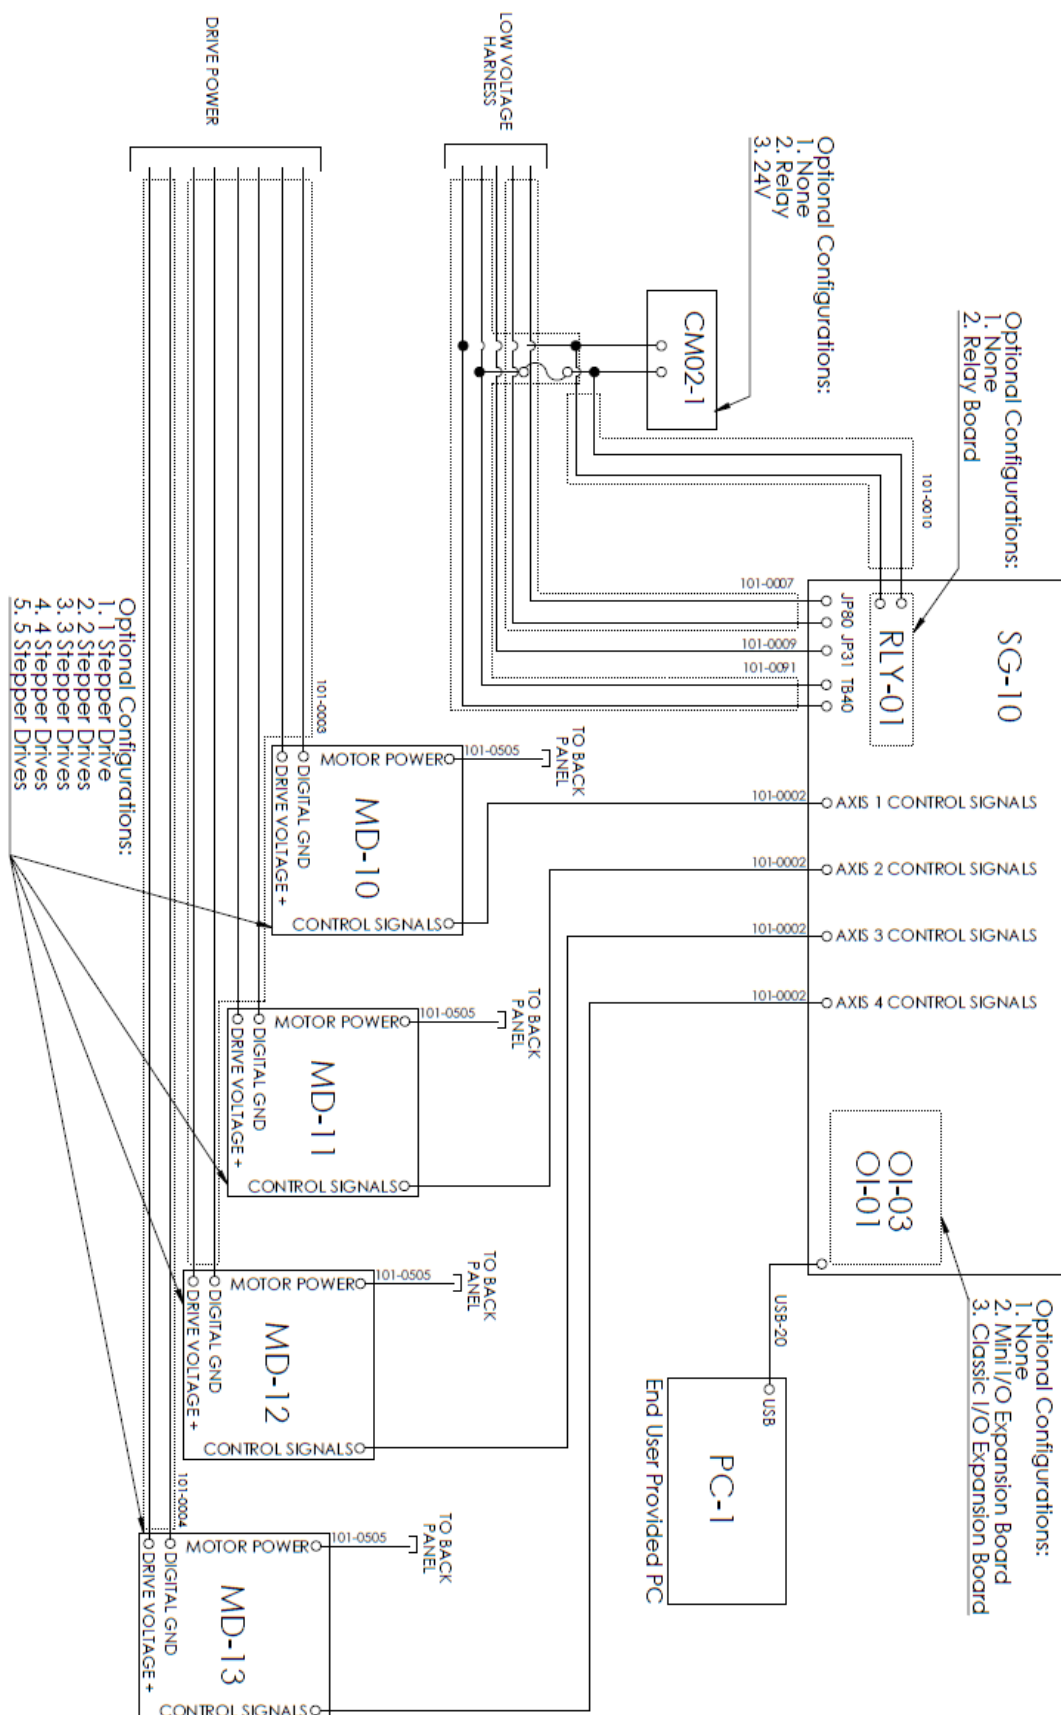 DRIVE POWER
LOW VOLTAGE
HARNESS
Optional Configurations:
1. None
2. Relay
3. 24V
CM02-1
Optional Configurations:
1. None
2. Relay Board
101-0010
SG-10
RLY-01
101-0007
JP80
101-0009
JP31
101-0091
TB40
Optional Configurations:
1. 1 Stepper Drive
2. 2 Stepper Drives
3. 3 Stepper Drives
4. 4 Stepper Drives
5. 5 Stepper Drives
101-0003
MOTOR POWER
101-0505
TO BACK
PANEL
DIGITAL GND
DRIVE VOLTAGE +
MD-10
CONTROL SIGNALS
101-0002
AXIS 1 CONTROL SIGNALS
101-0002
AXIS 2 CONTROL SIGNALS
101-0002
AXIS 3 CONTROL SIGNALS
101-0002
AXIS 4 CONTROL SIGNALS
MOTOR POWER
101-0505
TO BACK
PANEL
DIGITAL GND
DRIVE VOLTAGE +
MD-11
CONTROL SIGNALS
OI-03
OI-01
Optional Configurations:
1. None
2. Mini I/O Expansion Board
3. Classic I/O Expansion Board
USB-20
USB
PC-1
End User Provided PC
MOTOR POWER
101-0505
TO BACK
PANEL
DIGITAL GND
DRIVE VOLTAGE +
MD-12
CONTROL SIGNALS
101-0004
MOTOR POWER
101-0505
TO BACK
PANEL
DIGITAL GND
DRIVE VOLTAGE +
MD-13
CONTROL SIGNALS